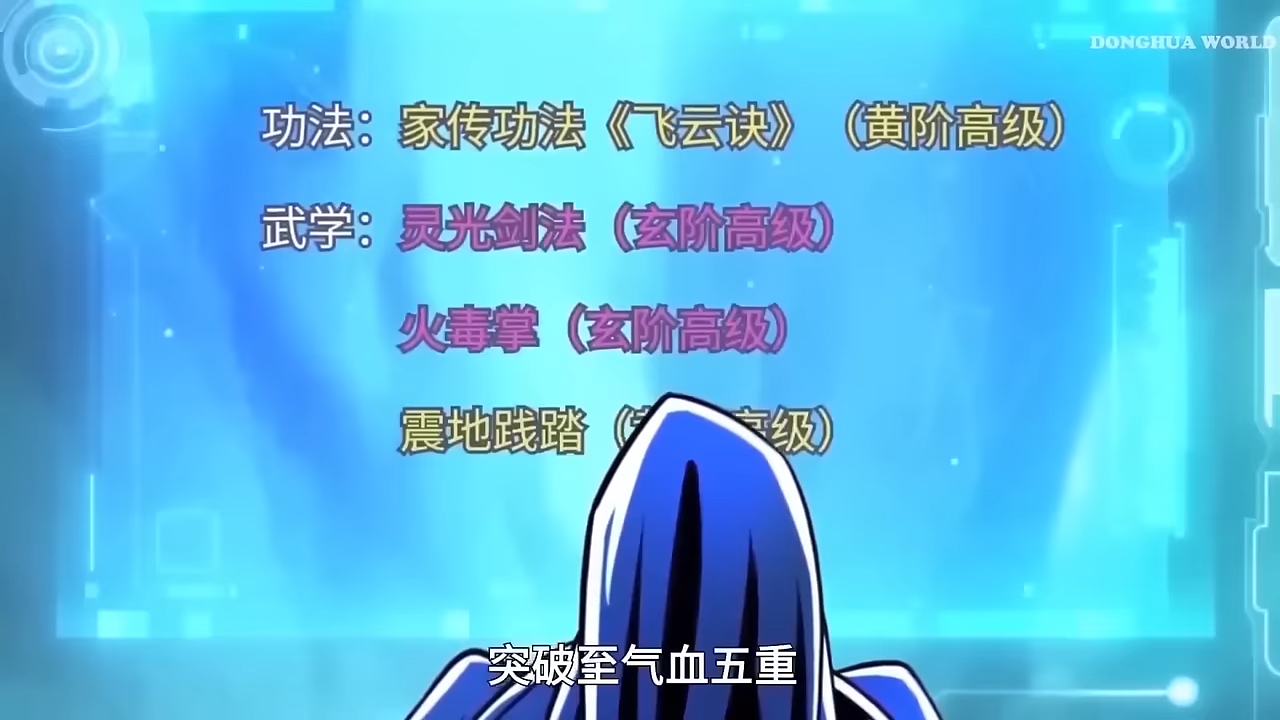 DONGHUA WORLD
功法：家传功法《飞云诀》（黄阶高级）
武学：灵光剑法（玄阶高级）
火毒掌（玄阶高级）
震地践踏（高级）
突破至气血五重